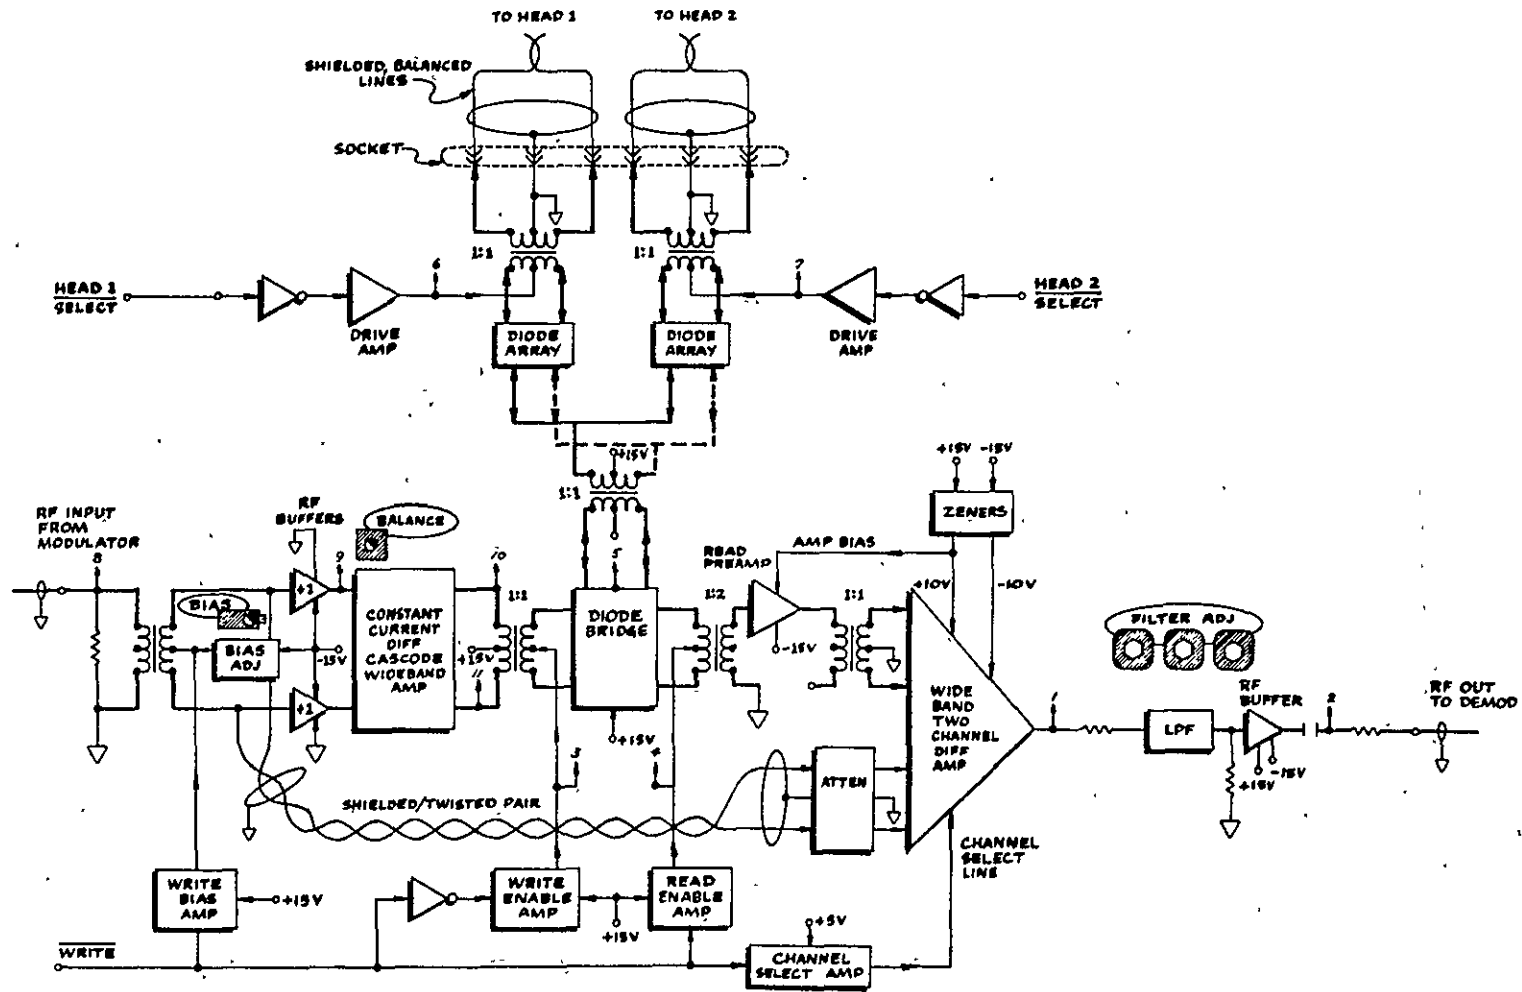 TO HEAD 1
TO HEAD 2
SHIELDED, BALANCED
LINES
SOCKET
1:1
1:1
6
7
HEAD 1
SELECT
HEAD 2
SELECT
DRIVE
AMP
DIODE
ARRAY
DIODE
ARRAY
DRIVE
AMP
+15V
1:1
5
+15V
-15V
ZENERS
RF INPUT
FROM
MODULATOR
8
RF
BUFFERS
9
BALANCE
10
READ
PREAMP
AMP BIAS
+10V
-10V
BIAS
+1
CONSTANT
CURRENT
DIFF
CASCODE
WIDEBAND
AMP
1:1
DIODE
BRIDGE
1:2
1:1
FILTER ADJ
BIAS
ADJ
-15V
+15V
11
-15V
+1
WIDE
BAND
TWO
CHANNEL
DIFF
AMP
1
LPF
RF
BUFFER
2
RF OUT
TO DEMOD
+15V
3
4
ATTEN
+15V
-15V
SHIELDED/TWISTED PAIR
CHANNEL
SELECT
LINE
WRITE
BIAS
AMP
+15V
WRITE
ENABLE
AMP
READ
ENABLE
AMP
+15V
+5V
WRITE
CHANNEL
SELECT AMP